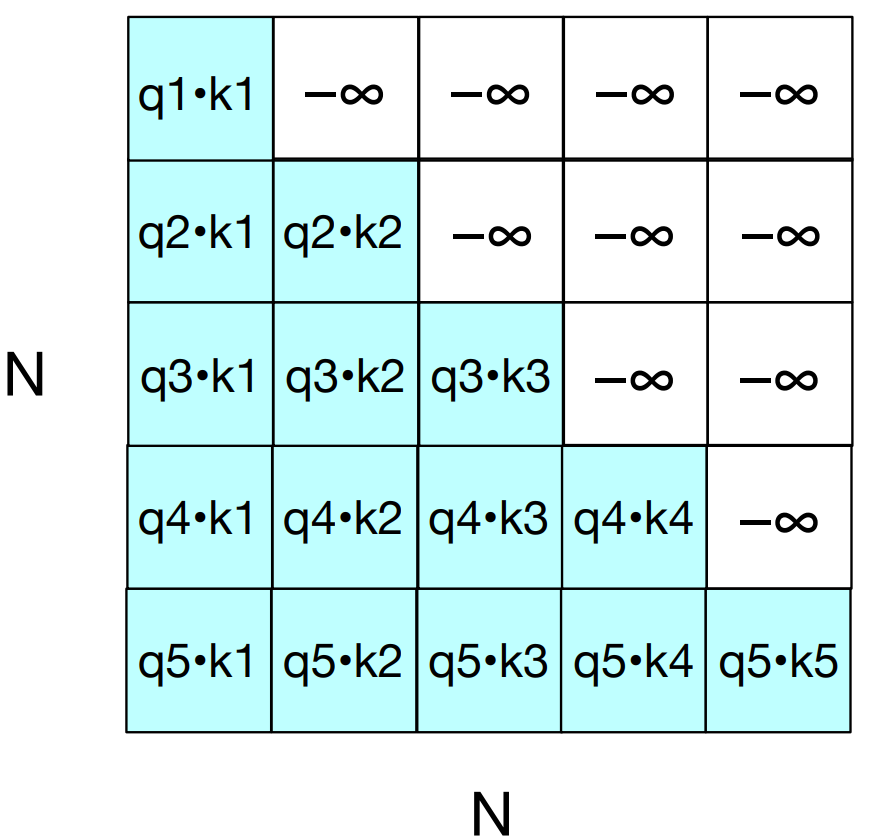 q1•k1 −∞ −∞ −∞ −∞
q2•k1 q2•k2 −∞ −∞ −∞
N q3•k1 q3•k2 q3•k3 −∞ −∞
q4•k1 q4•k2 q4•k3 q4•k4 −∞
q5•k1 q5•k2 q5•k3 q5•k4 q5•k5
N